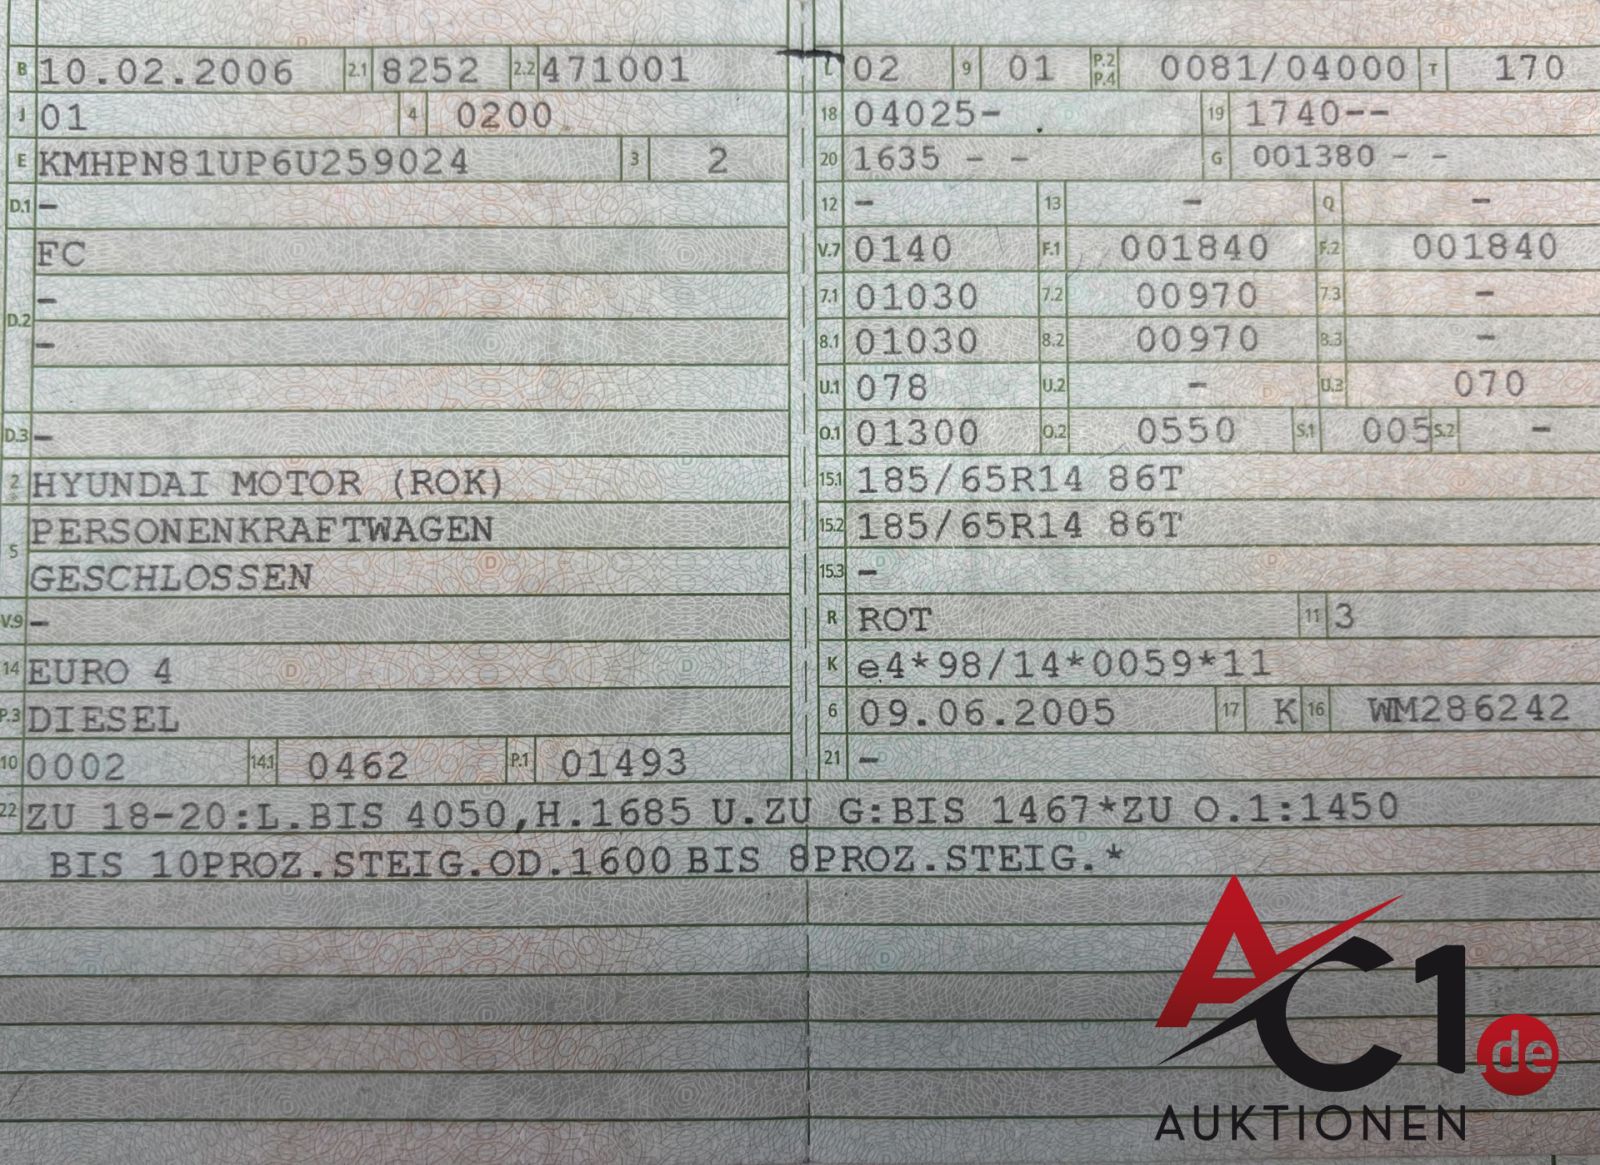 B 10.02.2006 2.1 8252 2.2 471001
J 01 4 0200
E KMHPN81UP6U259024 3 2
D.1 -
D.2 FC
-
-
D.3 -
2 HYUNDAI MOTOR (ROK)
5 PERSONENKRAFTWAGEN
GESCHLOSSEN
V.9 -
14 EURO 4
P.3 DIESEL
10 0002 14.1 0462 P.1 01493
L 02 9 01 P.2 P.4 0081/04000 T 170
18 04025- 19 1740--
20 1635 - - G 001380 - -
12 - 13 - Q -
V.7 0140 F.1 001840 F.2 001840
7.1 01030 7.2 00970 7.3 -
8.1 01030 8.2 00970 8.3 -
U.1 078 U.2 - U.3 070
O.1 01300 O.2 0550 S.1 005 S.2 -
15.1 185/65R14 86T
15.2 185/65R14 86T
15.3 -
R ROT 11 3
K e4*98/14*0059*11
6 09.06.2005 17 K 16 WM286242
21 -
22 ZU 18-20:L.BIS 4050,H.1685 U.ZU G:BIS 1467*ZU O.1:1450
BIS 10PROZ.STEIG.OD.1600 BIS 8PROZ.STEIG.*
AC1.de
AUKTIONEN